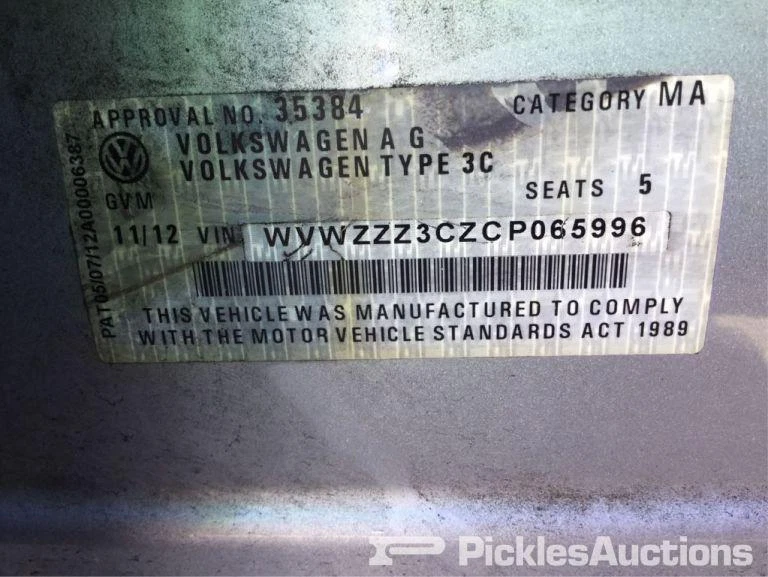 APPROVAL NO. 35384 CATEGORY MA
VOLKSWAGEN A G
VOLKSWAGEN TYPE 3C
GVM SEATS 5
11/12 VIN WVWZZZ3CZCP065996
THIS VEHICLE WAS MANUFACTURED TO COMPLY
WITH THE MOTOR VEHICLE STANDARDS ACT 1989
PAT05/07/12A00006387
PicklesAuctions